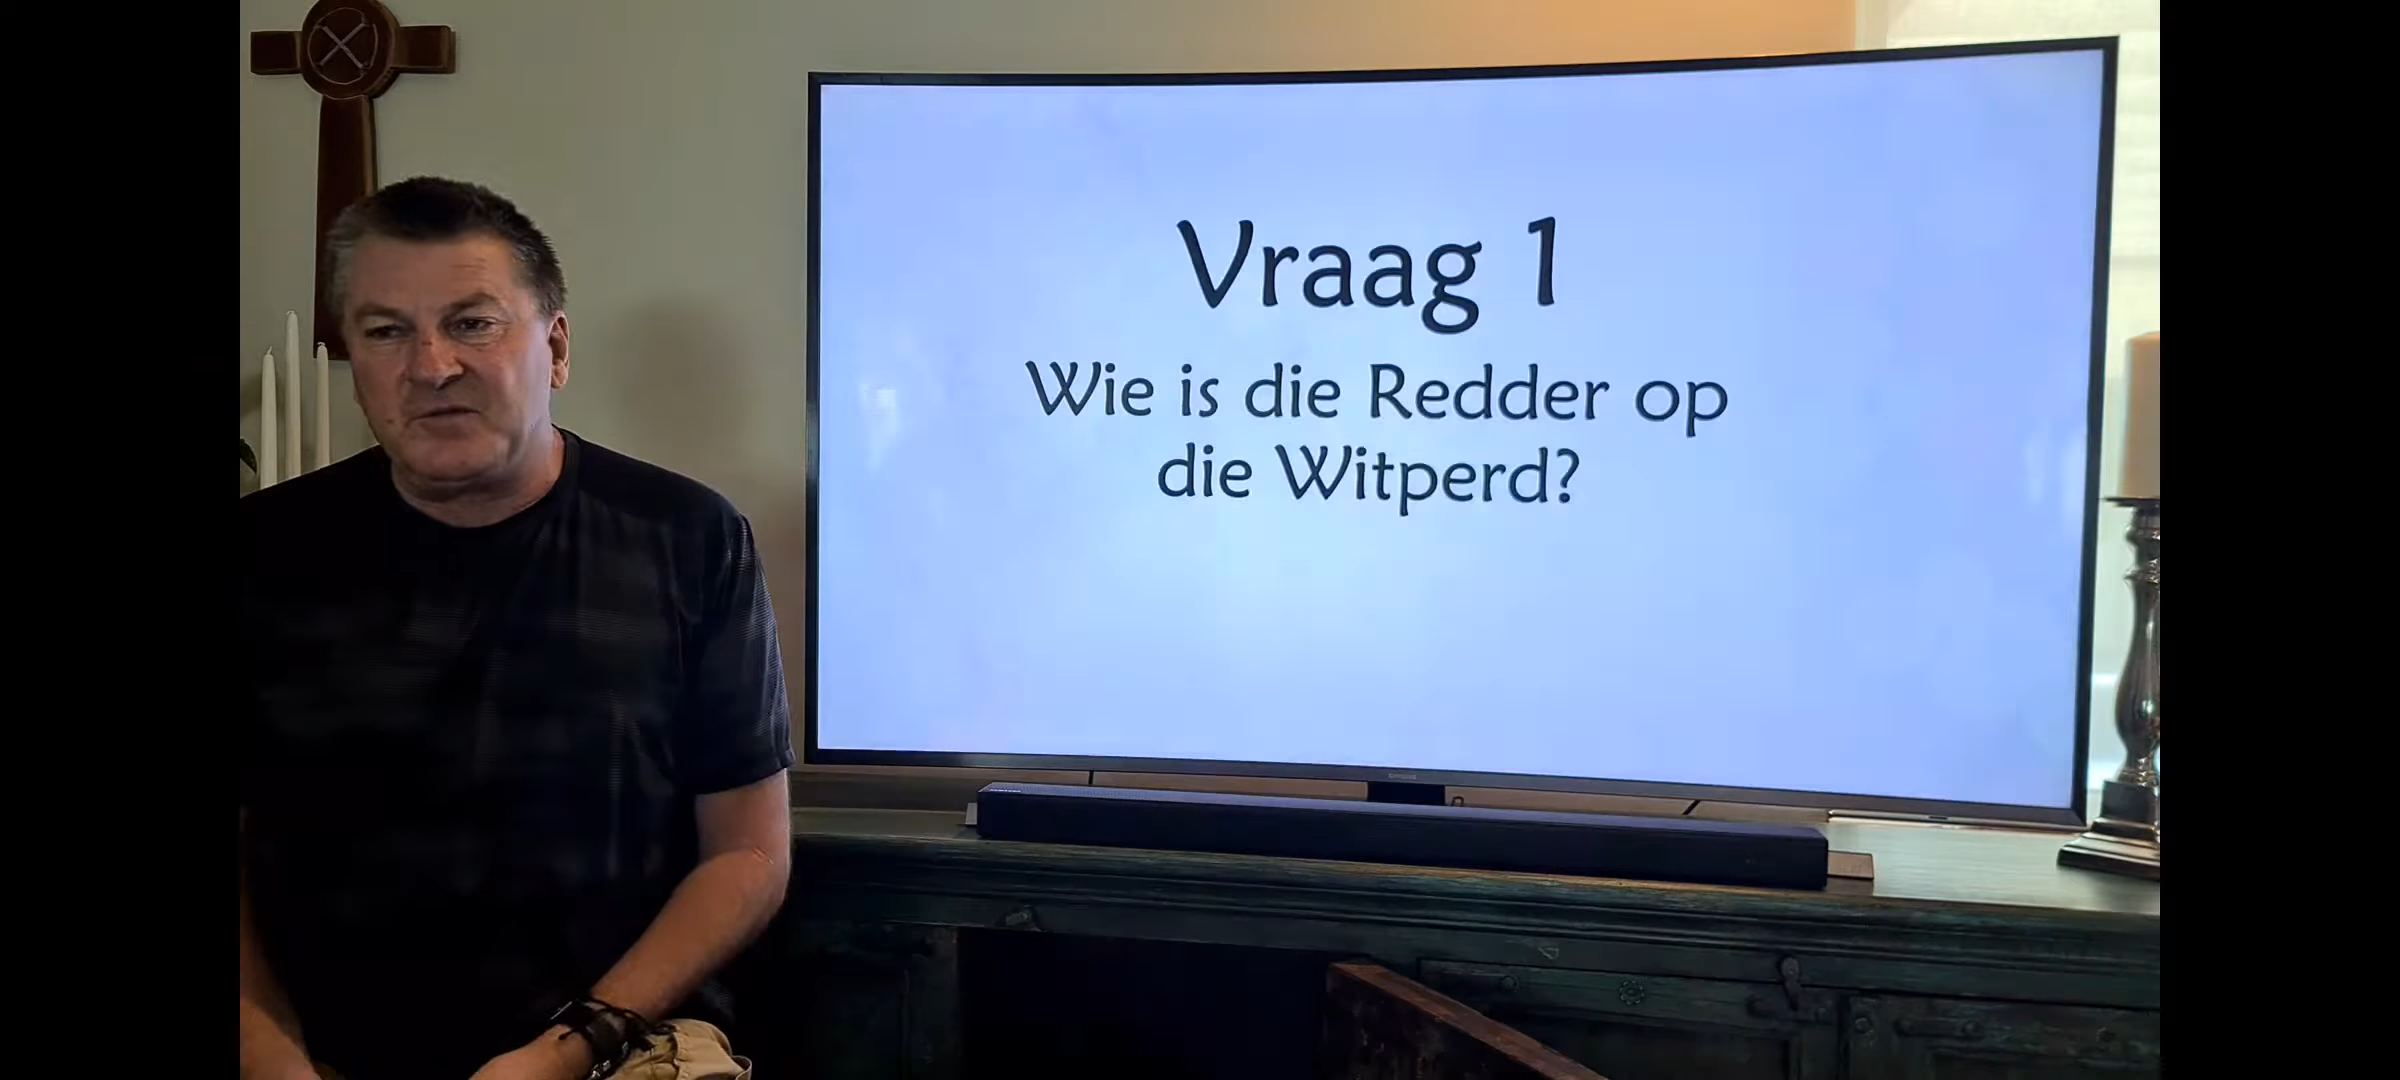 Vraag 1
Wie is die Redder op
die Witperd?